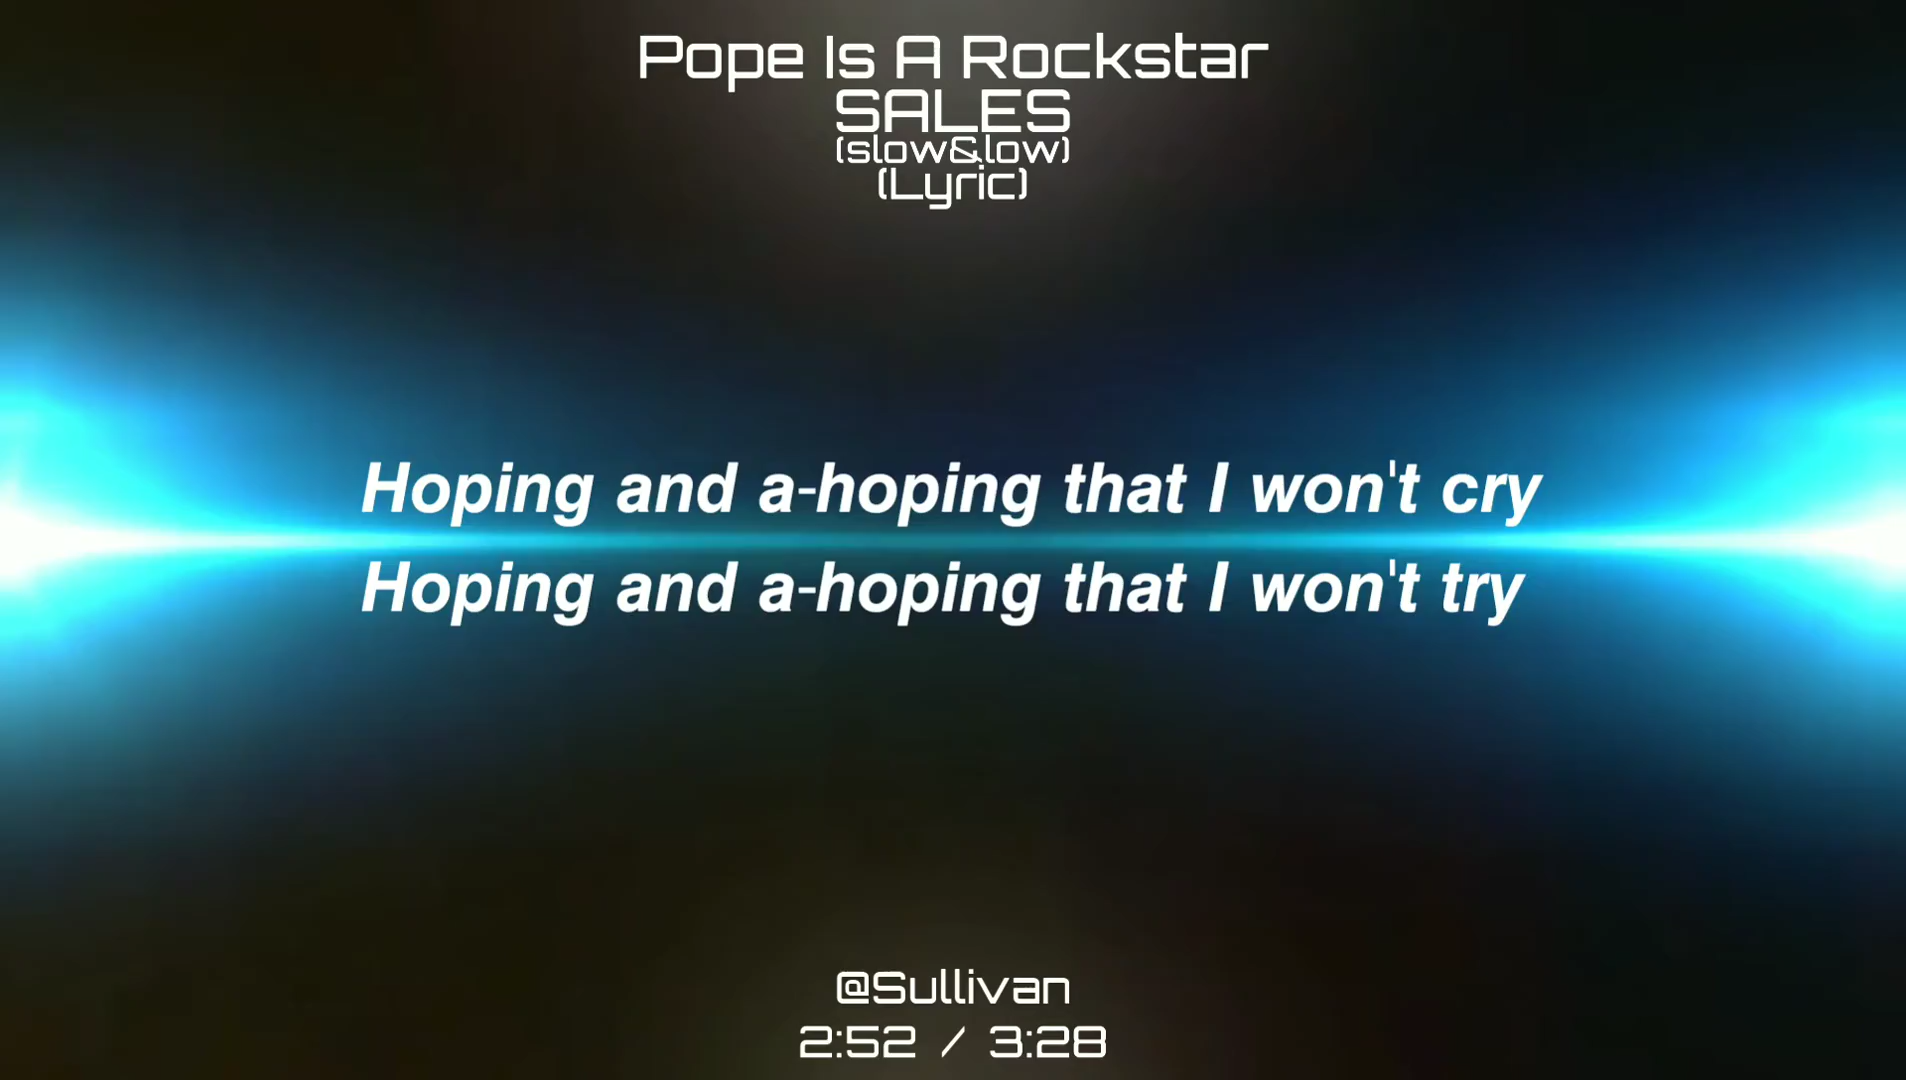 Pope Is A Rockstar
SALES
(slow&low)
(Lyric)
Hoping and a-hoping that I won't cry
Hoping and a-hoping that I won't try
@Sullivan
2:52 / 3:28